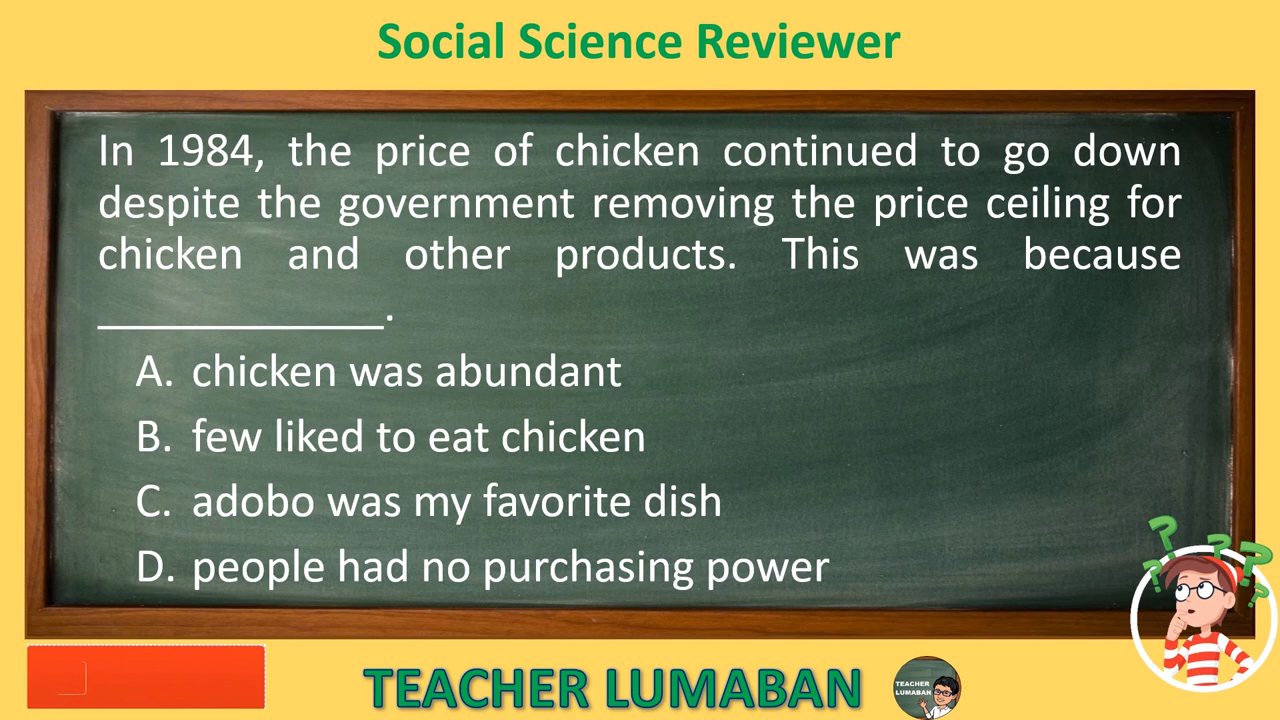 Social Science Reviewer
In 1984, the price of chicken continued to go down
despite the government removing the price ceiling for
chicken and other products. This was because
_____________.
A. chicken was abundant
B. few liked to eat chicken
C. adobo was my favorite dish
D. people had no purchasing power
TEACHER LUMABAN
TEACHER
LUMABAN